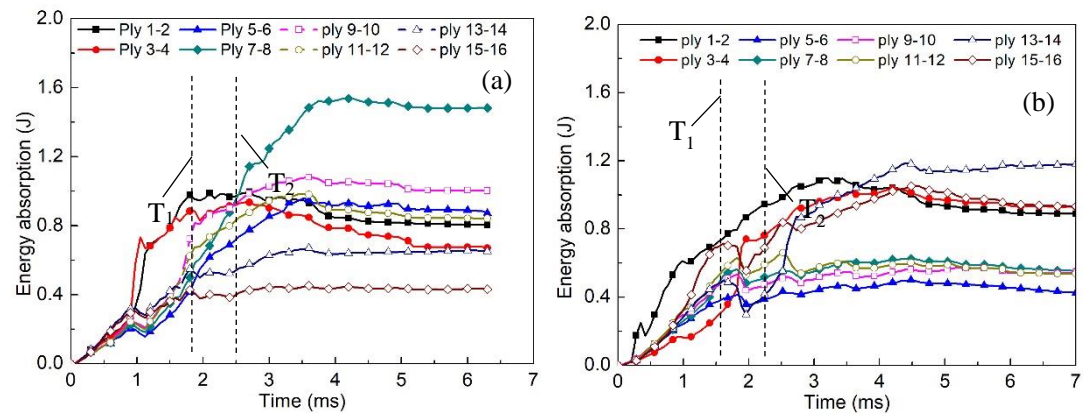 2.0
Ply 1-2 Ply 5-6 ply 9-10 ply 13-14
Ply 3-4 Ply 7-8 ply 11-12 ply 15-16
1.6
(a)
1.2
T1
T2
0.8
0.4
0.0
0 1 2 3 4 5 6 7
Time (ms)
Energy absorption (J)
2.0
ply 1-2 ply 5-6 ply 9-10 ply 13-14
ply 3-4 ply 7-8 ply 11-12 ply 15-16
1.6
(b)
T1
1.2
T2
0.8
0.4
0.0
0 1 2 3 4 5 6 7
Time (ms)
Energy absorption (J)